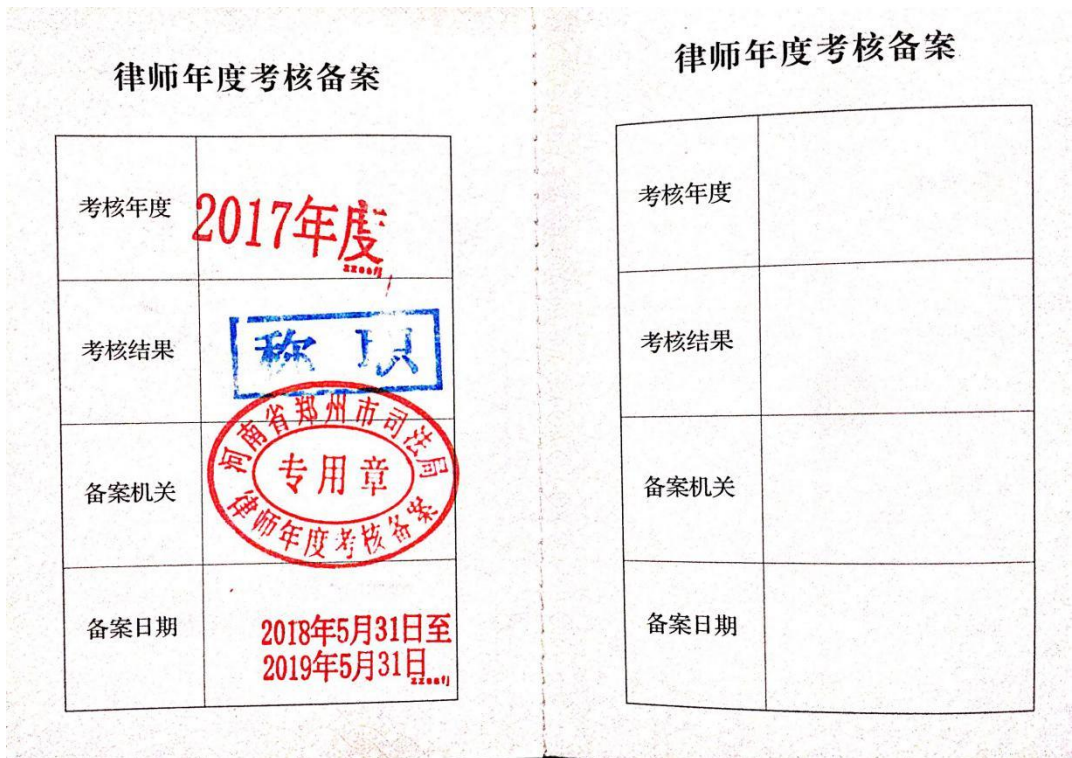 律师年度考核备案
考核年度
2017年度
zzssfj
考核结果
称职
备案机关
河南省郑州市司法局
专用章
律师年度考核备案
备案日期
2018年5月31日至
2019年5月31日
zzssfj
律师年度考核备案
考核年度
考核结果
备案机关
备案日期